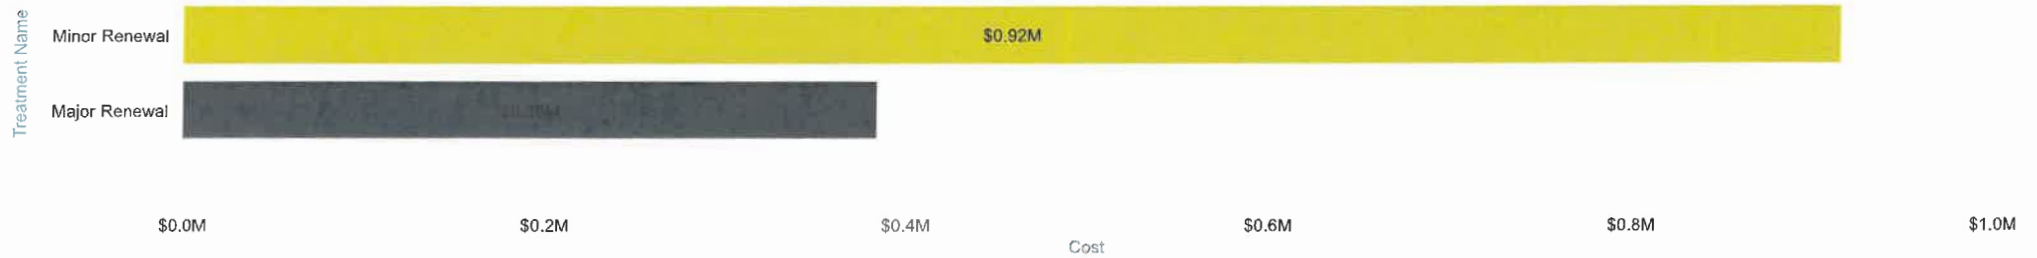 Treatment Name
Minor Renewal
$0.92M
Major Renewal
$0.0M $0.2M $0.4M $0.6M $0.8M $1.0M
Cost